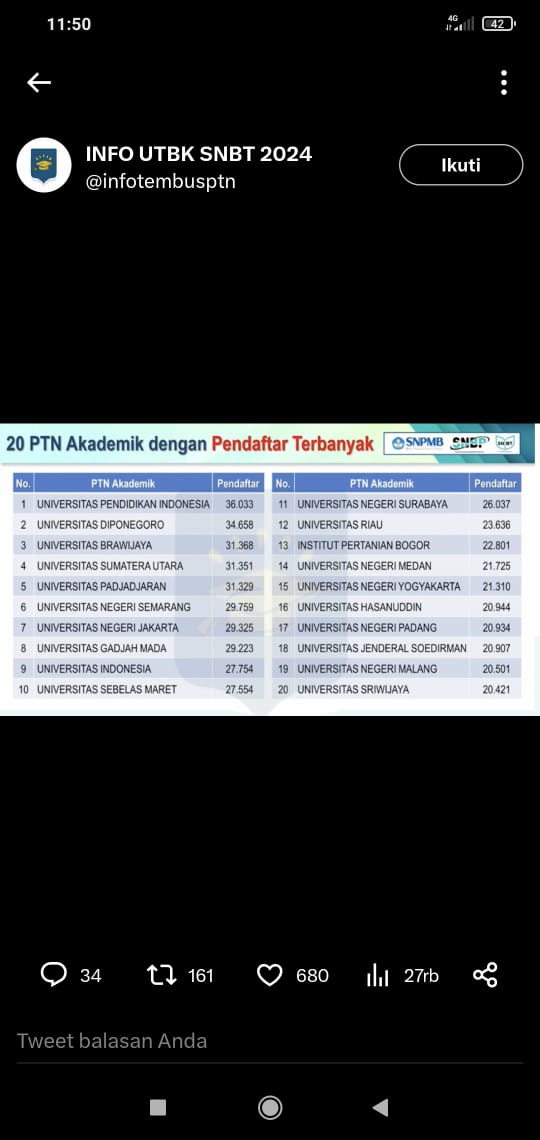 11:50
4G
42
INFO UTBK SNBT 2024
@infotembusptn
Ikuti
20 PTN Akademik dengan Pendaftar Terbanyak
SNPMB
SNBP
SNBT
No. PTN Akademik Pendaftar
1 UNIVERSITAS PENDIDIKAN INDONESIA 36.033
2 UNIVERSITAS DIPONEGORO 34.658
3 UNIVERSITAS BRAWIJAYA 31.368
4 UNIVERSITAS SUMATERA UTARA 31.351
5 UNIVERSITAS PADJADJARAN 31.329
6 UNIVERSITAS NEGERI SEMARANG 29.759
7 UNIVERSITAS NEGERI JAKARTA 29.325
8 UNIVERSITAS GADJAH MADA 29.223
9 UNIVERSITAS INDONESIA 27.754
10 UNIVERSITAS SEBELAS MARET 27.554
No. PTN Akademik Pendaftar
11 UNIVERSITAS NEGERI SURABAYA 26.037
12 UNIVERSITAS RIAU 23.636
13 INSTITUT PERTANIAN BOGOR 22.801
14 UNIVERSITAS NEGERI MEDAN 21.725
15 UNIVERSITAS NEGERI YOGYAKARTA 21.310
16 UNIVERSITAS HASANUDDIN 20.944
17 UNIVERSITAS NEGERI PADANG 20.934
18 UNIVERSITAS JENDERAL SOEDIRMAN 20.907
19 UNIVERSITAS NEGERI MALANG 20.501
20 UNIVERSITAS SRIWIJAYA 20.421
34
161
680
27rb
Tweet balasan Anda